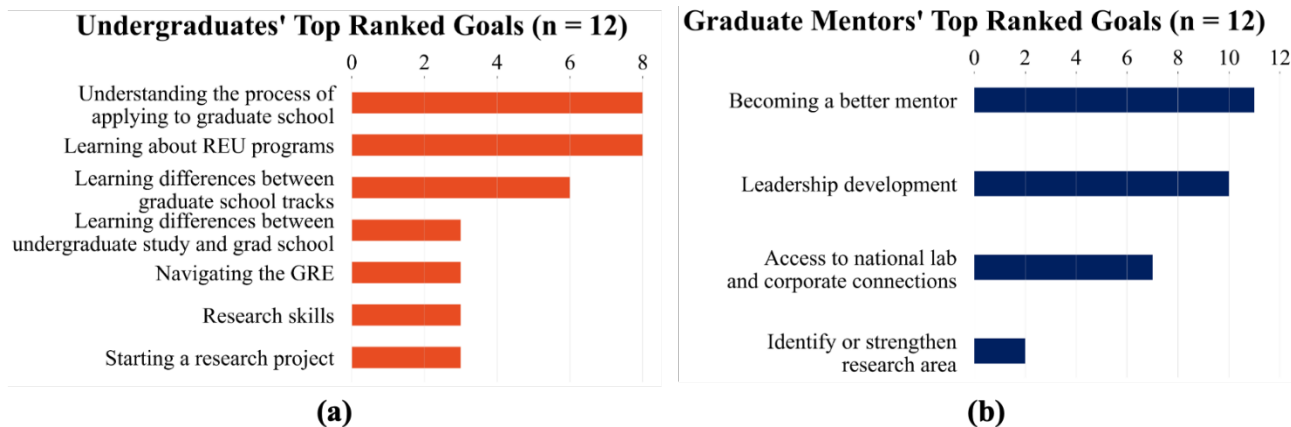 Undergraduates' Top Ranked Goals (n = 12)
0 2 4 6 8
Understanding the process of
applying to graduate school
Learning about REU programs
Learning differences between
graduate school tracks
Learning differences between
undergraduate study and grad school
Navigating the GRE
Research skills
Starting a research project
(a)
Graduate Mentors' Top Ranked Goals (n = 12)
0 2 4 6 8 10 12
Becoming a better mentor
Leadership development
Access to national lab
and corporate connections
Identify or strengthen
research area
(b)